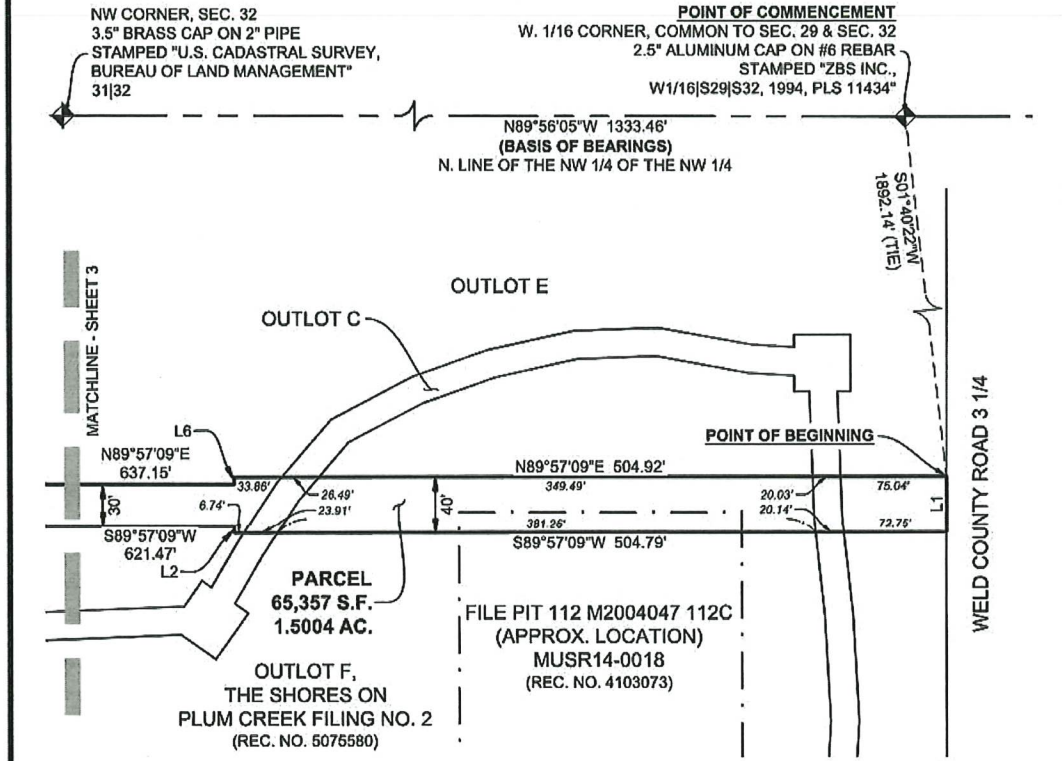 NW CORNER, SEC. 32
3.5" BRASS CAP ON 2" PIPE
STAMPED "U.S. CADASTRAL SURVEY,
BUREAU OF LAND MANAGEMENT"
31|32
POINT OF COMMENCEMENT
W. 1/16 CORNER, COMMON TO SEC. 29 & SEC. 32
2.5" ALUMINUM CAP ON #6 REBAR
STAMPED "ZBS INC.,
W1/16|S29|S32, 1994, PLS 11434"
N89°56'05"W 1333.46'
(BASIS OF BEARINGS)
N. LINE OF THE NW 1/4 OF THE NW 1/4
S01°40'22"W
1892.14' (TIE)
MATCHLINE - SHEET 3
OUTLOT E
OUTLOT C
WELD COUNTY ROAD 3 1/4
L6
POINT OF BEGINNING
N89°57'09"E
637.15'
N89°57'09"E 504.92'
33.86'
26.49'
349.49'
20.03'
75.04'
30'
6.74'
23.91'
40'
20.14'
L1
381.26'
72.75'
S89°57'09"W
621.47'
S89°57'09"W 504.79'
L2
PARCEL
65,357 S.F.
1.5004 AC.
FILE PIT 112 M2004047 112C
(APPROX. LOCATION)
MUSR14-0018
(REC. NO. 4103073)
OUTLOT F,
THE SHORES ON
PLUM CREEK FILING NO. 2
(REC. NO. 5075580)